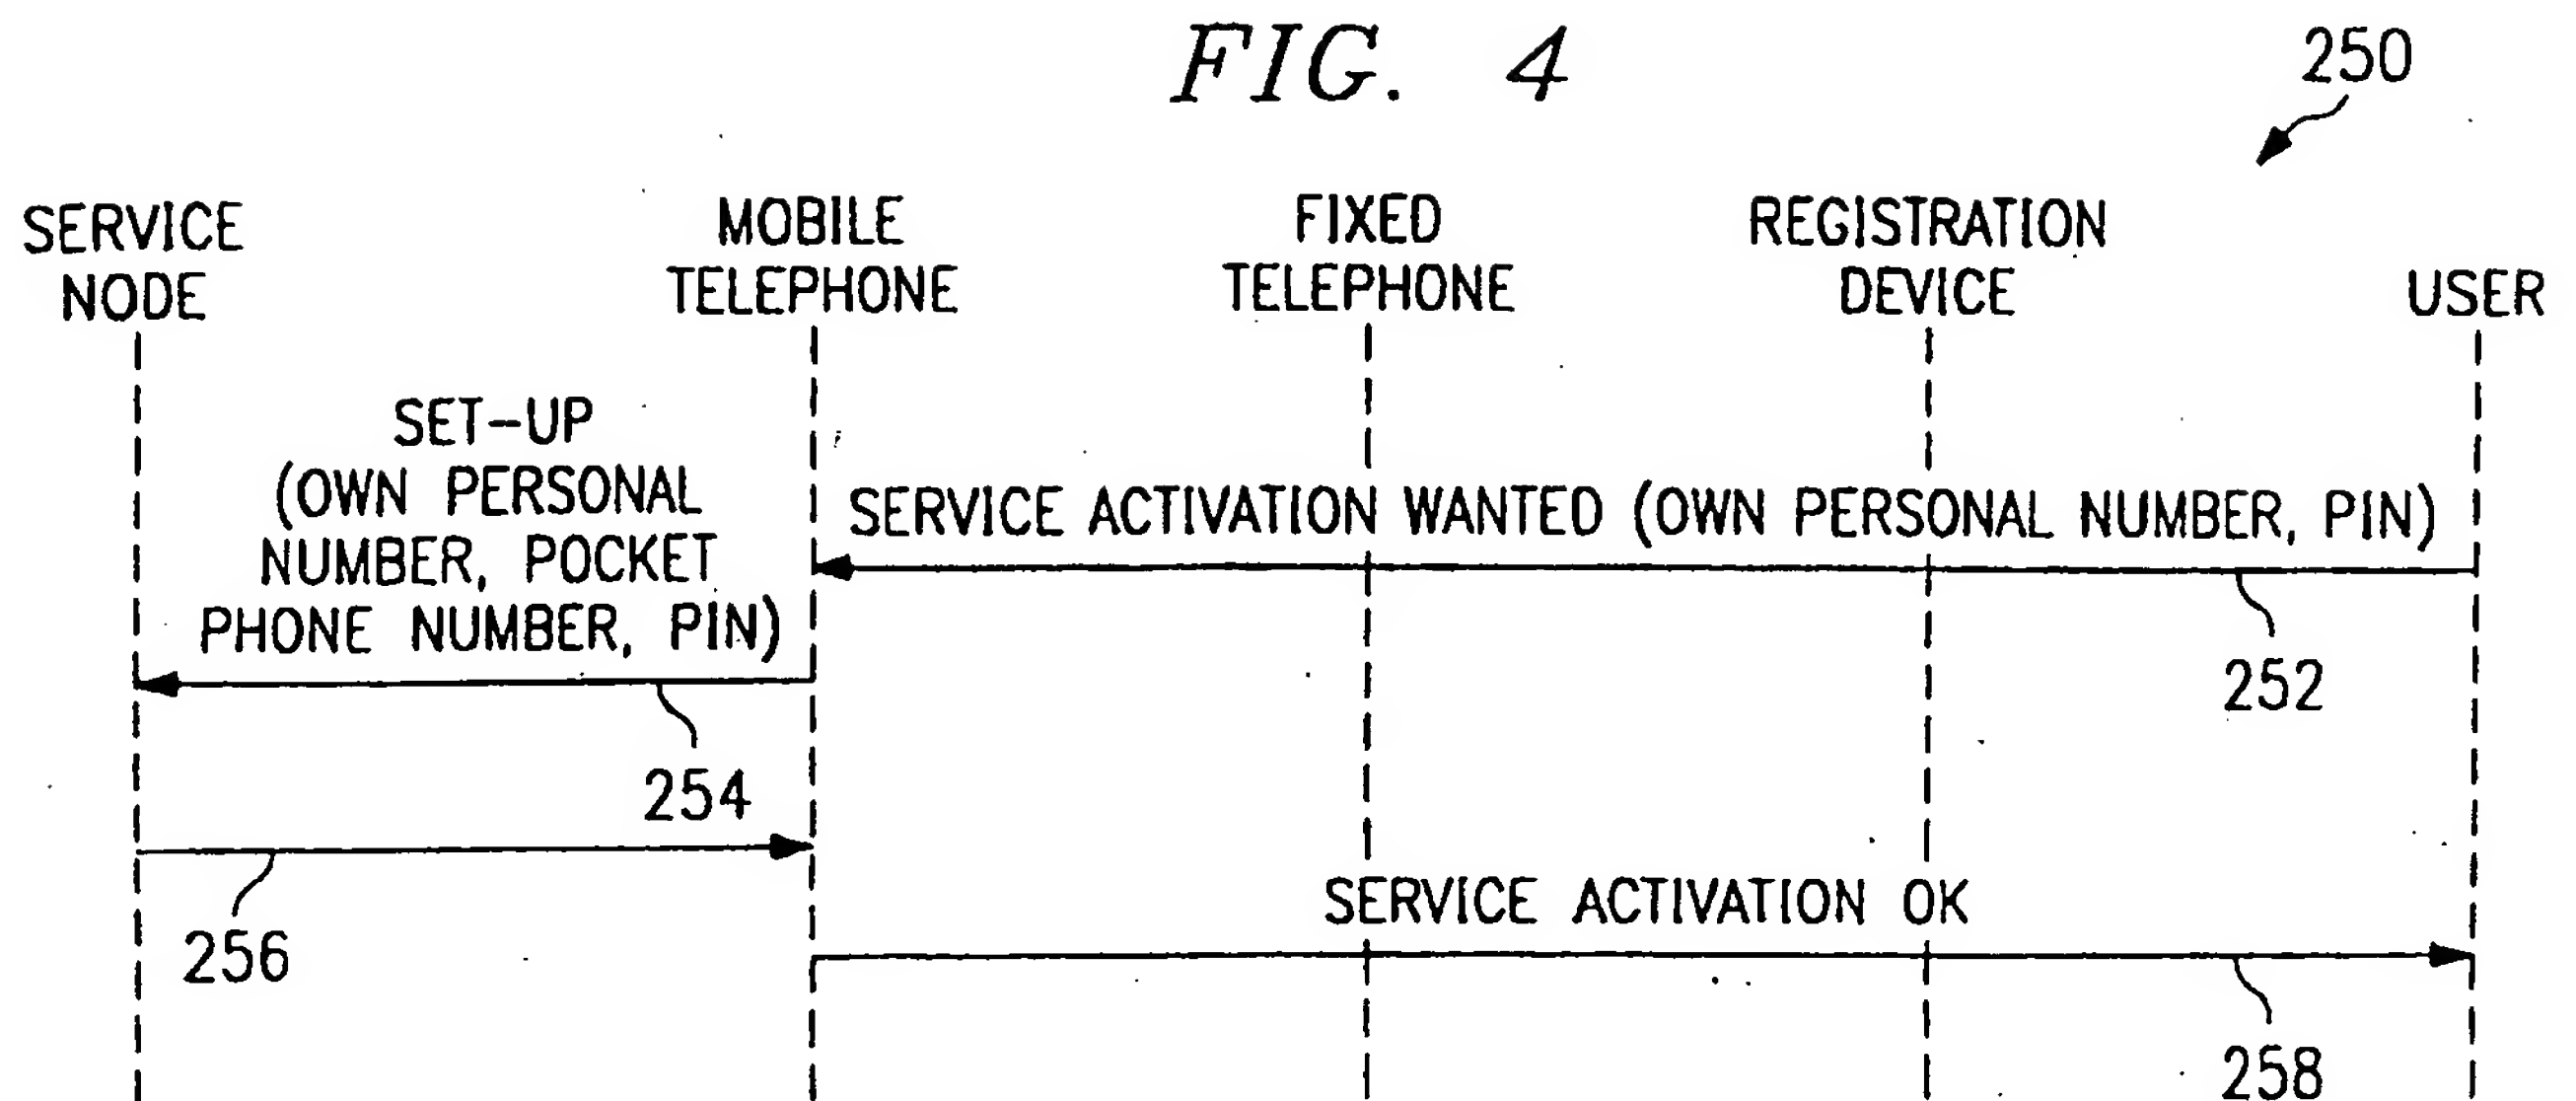 FIG. 4
250
SERVICE
NODE
MOBILE
TELEPHONE
FIXED
TELEPHONE
REGISTRATION
DEVICE
USER
SET-UP
(OWN PERSONAL
NUMBER, POCKET
PHONE NUMBER, PIN)
SERVICE ACTIVATION WANTED (OWN PERSONAL NUMBER, PIN)
252
254
256
SERVICE ACTIVATION OK
258